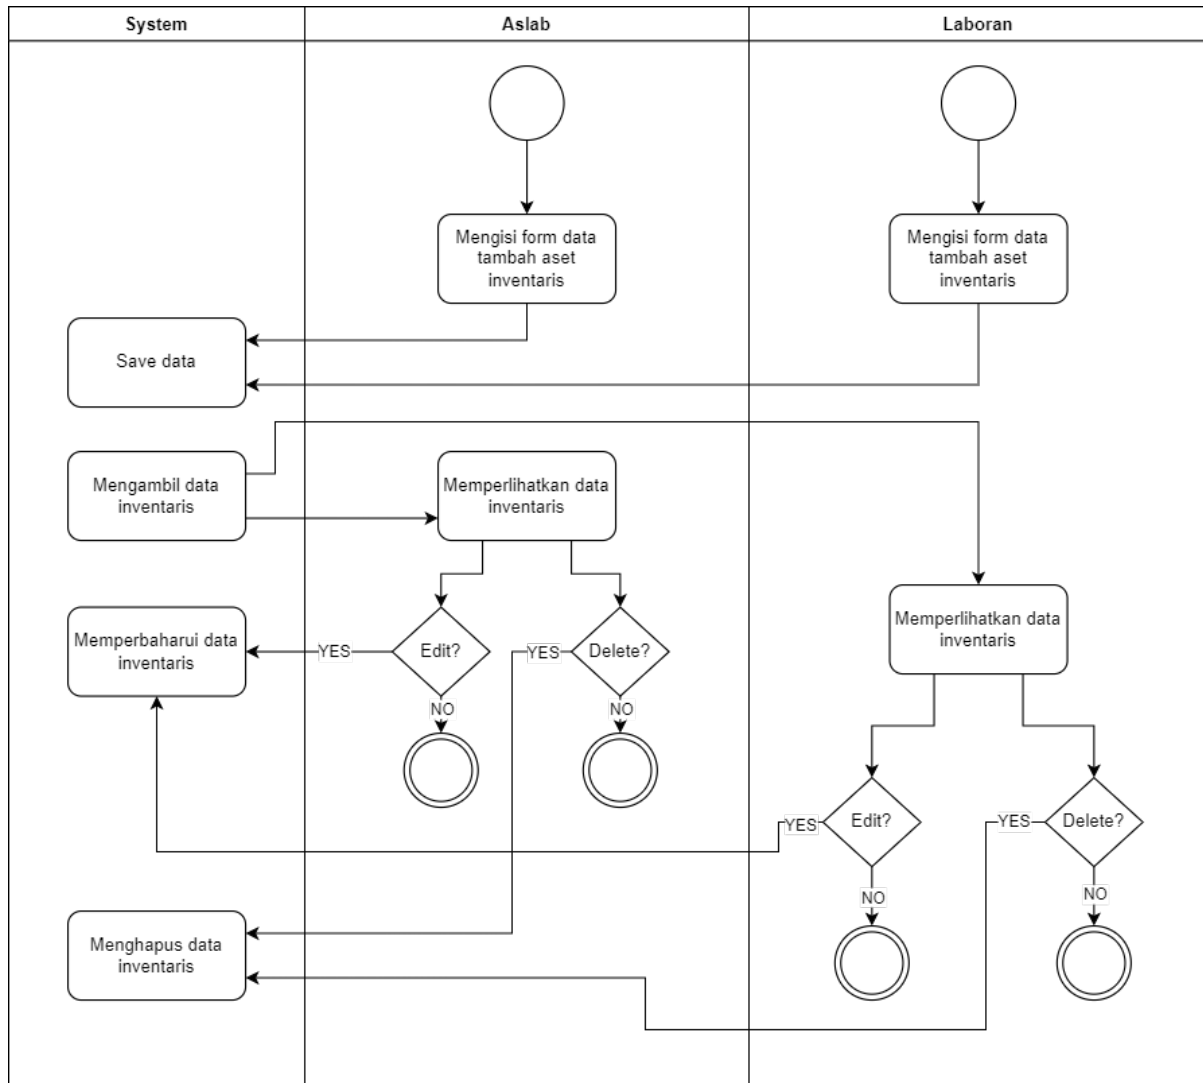 System
Aslab
Laboran
Mengisi form data
tambah aset
inventaris
Mengisi form data
tambah aset
inventaris
Save data
Mengambil data
inventaris
Memperlihatkan data
inventaris
Memperlihatkan data
inventaris
Memperbaharui data
inventaris
YES
Edit?
YES
Delete?
NO
NO
YES
Edit?
YES
Delete?
NO
NO
Menghapus data
inventaris